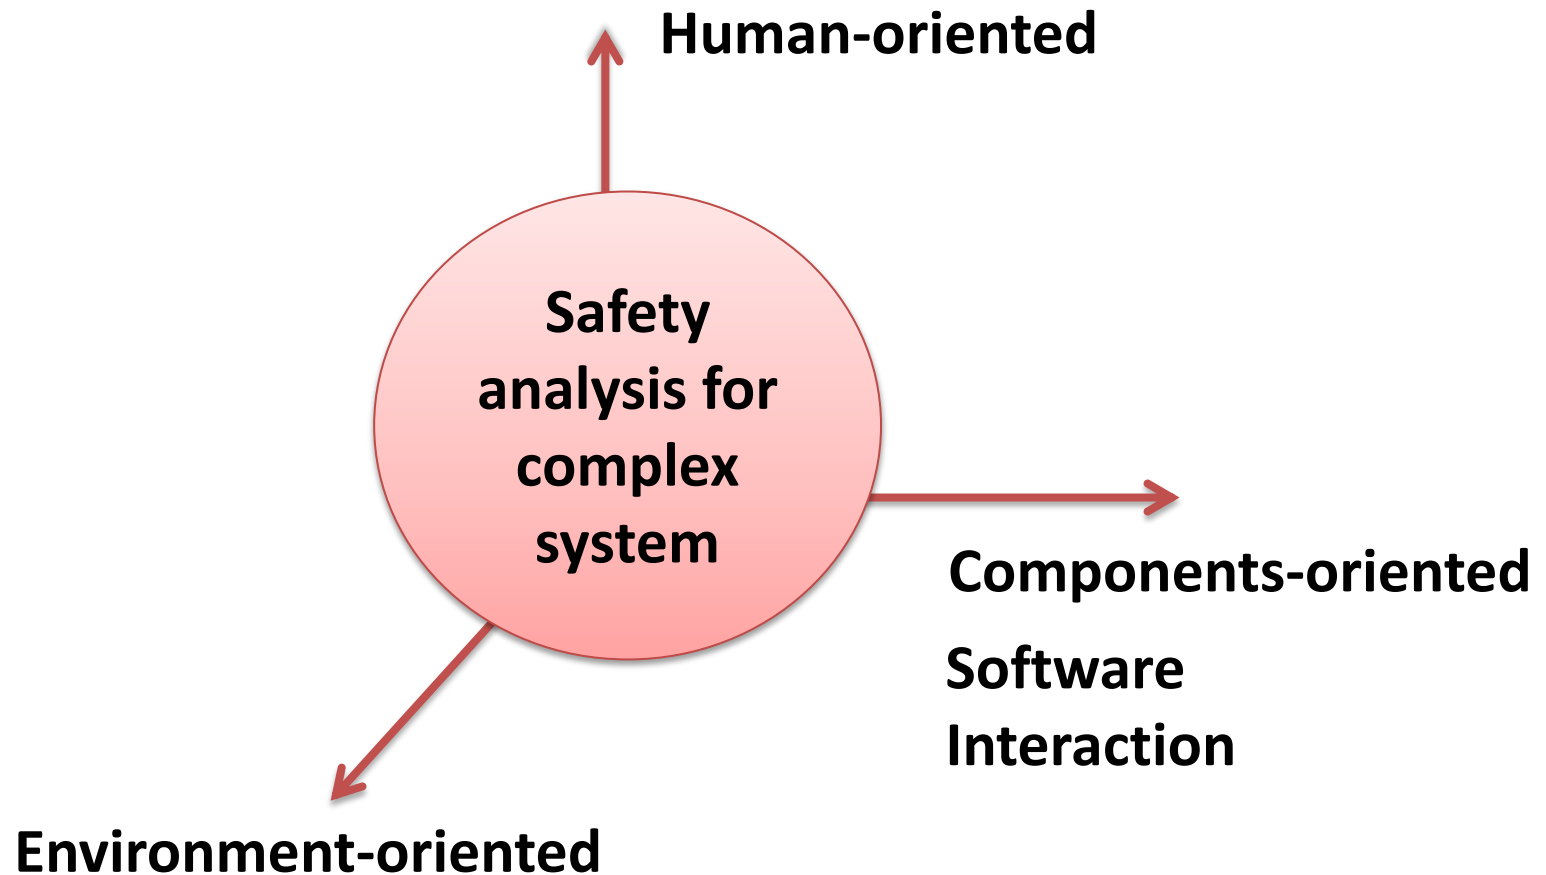 Human-oriented
Safety
analysis for
complex
system
Components-oriented
Software
Interaction
Environment-oriented